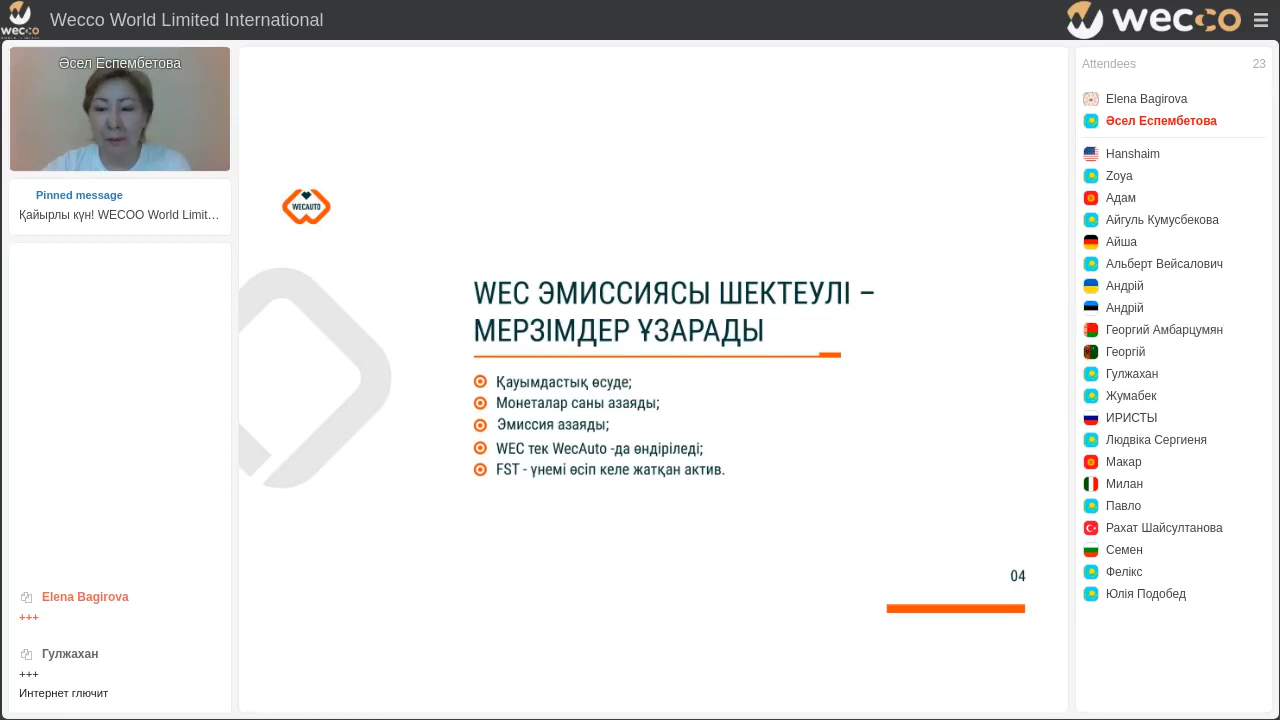 wecco
WORLD LIMITED
Wecco World Limited International
wecco
Әсел Еспембетова
Pinned message
Қайырлы күн! WECOO World Limit…
Elena Bagirova
+++
Гулжахан
+++
Интернет глючит
WECAUTO
WEC ЭМИССИЯСЫ ШЕКТЕУЛІ –
МЕРЗІМДЕР ҰЗАРАДЫ
Қауымдастық өсуде;
Монеталар саны азаяды;
Эмиссия азаяды;
WEC тек WecAuto -да өндіріледі;
FST - үнемі өсіп келе жатқан актив.
04
Attendees 23
Elena Bagirova
Әсел Еспембетова
Hanshaim
Zoya
Адам
Айгуль Кумусбекова
Айша
Альберт Вейсалович
Андрій
Андрій
Георгий Амбарцумян
Георгій
Гулжахан
Жумабек
ИРИСТЫ
Людвіка Сергиеня
Макар
Милан
Павло
Рахат Шайсултанова
Семен
Фелікс
Юлія Подобед